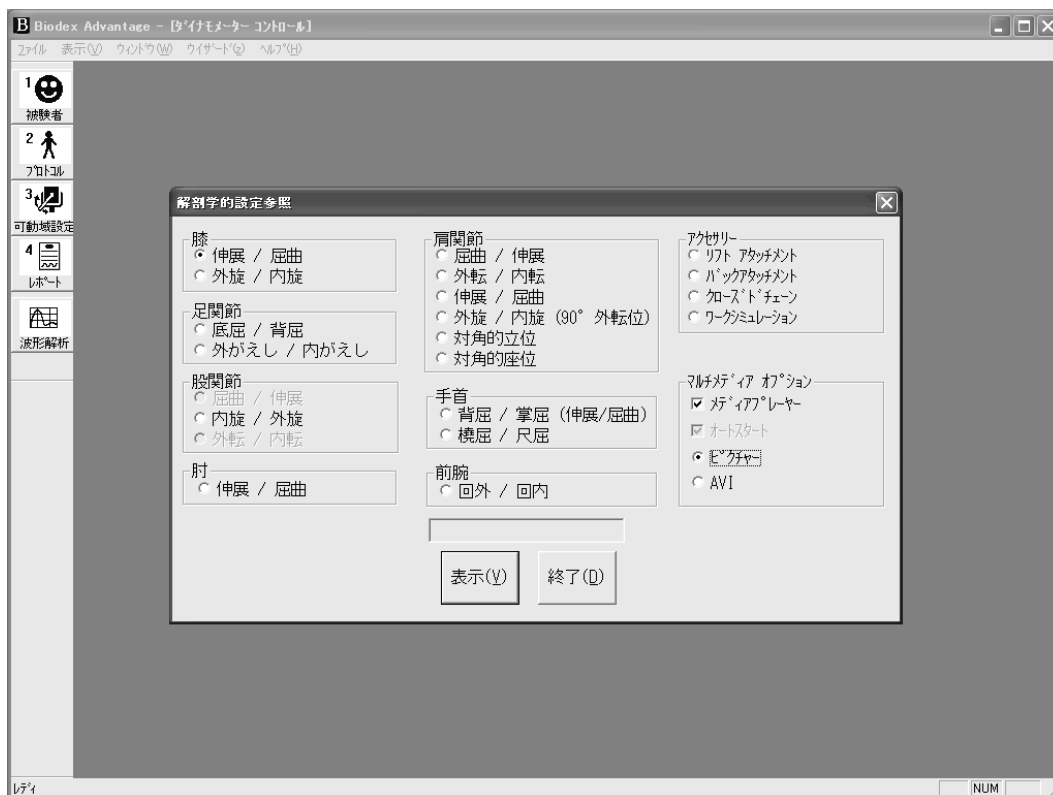 B Biodex Advantage - [ﾀﾞｲﾅﾓﾒｰﾀｰ ｺﾝﾄﾛｰﾙ]
ﾌｧｲﾙ 表示(V) ｳｨﾝﾄﾞｳ(W) ｳｲｻﾞｰﾄﾞ(z) ﾍﾙﾌﾟ(H)
1
被験者
2
ﾌﾟﾛﾄｺﾙ
3
可動域設定
4
ﾚﾎﾟｰﾄ
波形解析
解剖学的設定参照
膝
伸展 / 屈曲
外旋 / 内旋
足関節
底屈 / 背屈
外がえし / 内がえし
股関節
屈曲 / 伸展
内旋 / 外旋
外転 / 内転
肘
伸展 / 屈曲
肩関節
屈曲 / 伸展
外転 / 内転
伸展 / 屈曲
外旋 / 内旋 (90° 外転位)
対角的立位
対角的座位
手首
背屈 / 掌屈 (伸展/屈曲)
橈屈 / 尺屈
前腕
回外 / 回内
ｱｸｾｻﾘｰ
ﾘﾌﾄ ｱﾀｯﾁﾒﾝﾄ
ﾊﾞｯｸｱﾀｯﾁﾒﾝﾄ
ｸﾛｰｽﾞﾄﾞﾁｪｰﾝ
ﾜｰｸｼﾐｭﾚｰｼｮﾝ
ﾏﾙﾁﾒﾃﾞｨｱ ｵﾌﾟｼｮﾝ
ﾒﾃﾞｨｱﾌﾟﾚｰﾔｰ
ｵｰﾄｽﾀｰﾄ
ﾋﾟｸﾁｬｰ
AVI
表示(V)
終了(D)
ﾚﾃﾞｨ
NUM